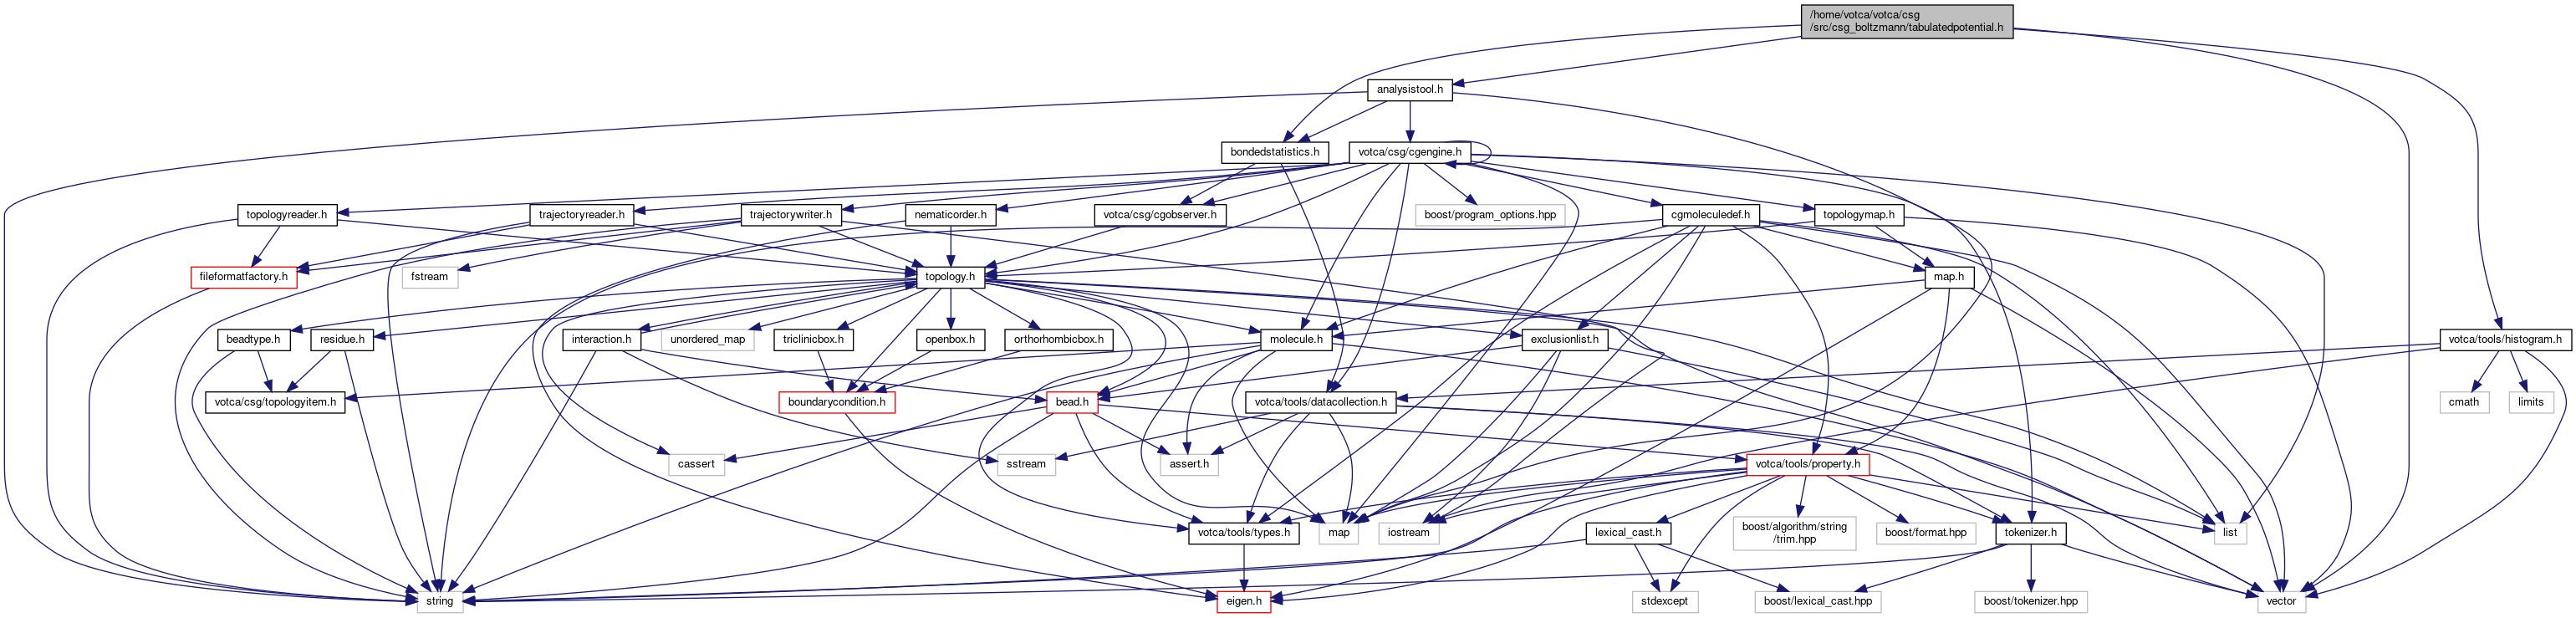 /home/votca/votca/csg
/src/csg_boltzmann/tabulatedpotential.h
analysistool.h
bondedstatistics.h
votca/csg/cgengine.h
topologyreader.h
trajectoryreader.h
trajectorywriter.h
nematicorder.h
votca/csg/cgobserver.h
boost/program_options.hpp
cgmoleculedef.h
topologymap.h
fileformatfactory.h
fstream
topology.h
map.h
beadtype.h
residue.h
interaction.h
unordered_map
triclinicbox.h
openbox.h
orthorhombicbox.h
molecule.h
exclusionlist.h
votca/tools/histogram.h
votca/csg/topologyitem.h
boundarycondition.h
bead.h
votca/tools/datacollection.h
cmath
limits
cassert
sstream
assert.h
votca/tools/property.h
votca/tools/types.h
map
iostream
lexical_cast.h
boost/algorithm/string
/trim.hpp
boost/format.hpp
tokenizer.h
list
string
eigen.h
stdexcept
boost/lexical_cast.hpp
boost/tokenizer.hpp
vector